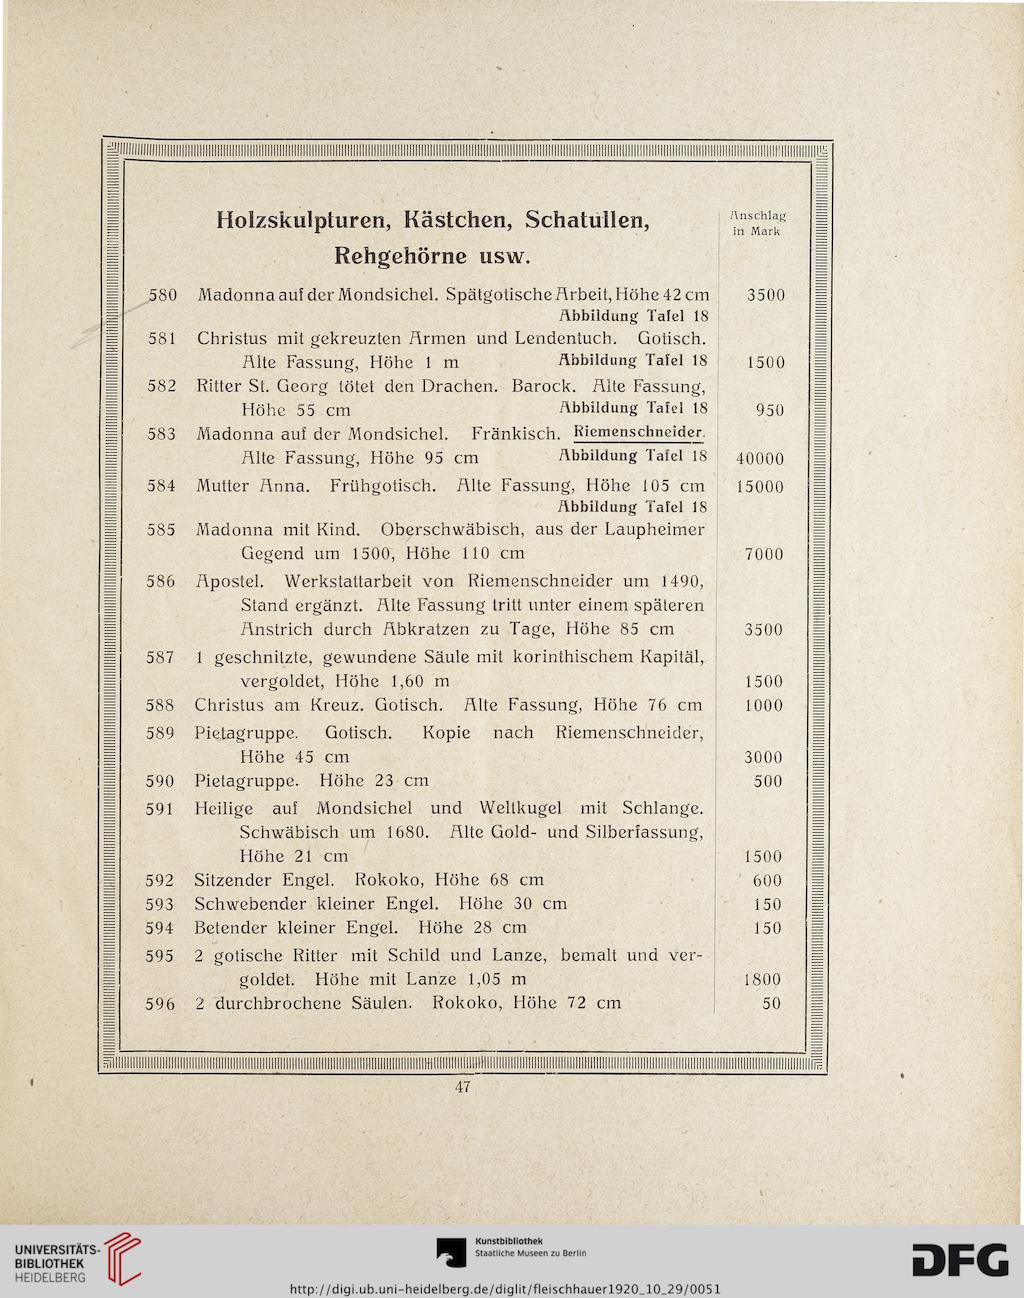 Holzskulpturen, Kästchen, Schatullen,
Rehgehörne usw.
Anschlag
in Mark
580 Madonna auf der Mondsichel. Spätgotische Arbeit, Höhe 42 cm 3500
Abbildung Tafel 18
581 Christus mit gekreuzten Armen und Lendentuch. Gotisch.
Alte Fassung, Höhe 1 m Abbildung Tafel 18 1500
582 Ritter St. Georg tötet den Drachen. Barock. Alte Fassung,
Höhe 55 cm Abbildung Tafel 18 950
583 Madonna auf der Mondsichel. Fränkisch. Riemenschneider.
Alte Fassung, Höhe 95 cm Abbildung Tafel 18 40000
584 Mutter Anna. Frühgotisch. Alte Fassung, Höhe 105 cm 15000
Abbildung Tafel 18
585 Madonna mit Kind. Oberschwäbisch, aus der Laupheimer
Gegend um 1500, Höhe 110 cm 7000
586 Apostel. Werkstattarbeit von Riemenschneider um 1490,
Stand ergänzt. Alte Fassung tritt unter einem späteren
Anstrich durch Abkratzen zu Tage, Höhe 85 cm 3500
587 1 geschnitzte, gewundene Säule mit korinthischem Kapitäl,
vergoldet, Höhe 1,60 m 1500
588 Christus am Kreuz. Gotisch. Alte Fassung, Höhe 76 cm 1000
589 Pietagruppe. Gotisch. Kopie nach Riemenschneider,
Höhe 45 cm 3000
590 Pietagruppe. Höhe 23 cm 500
591 Heilige auf Mondsichel und Weltkugel mit Schlange.
Schwäbisch um 1680. Alte Gold- und Silberfassung,
Höhe 21 cm 1500
592 Sitzender Engel. Rokoko, Höhe 68 cm 600
593 Schwebender kleiner Engel. Höhe 30 cm 150
594 Betender kleiner Engel. Höhe 28 cm 150
595 2 gotische Ritter mit Schild und Lanze, bemalt und ver-
goldet. Höhe mit Lanze 1,05 m 1800
596 2 durchbrochene Säulen. Rokoko, Höhe 72 cm 50
47
UNIVERSITÄTS-
BIBLIOTHEK
HEIDELBERG
Kunstbibliothek
Staatliche Museen zu Berlin
DFG
http://digi.ub.uni-heidelberg.de/diglit/fleischhauer1920_10_29/0051